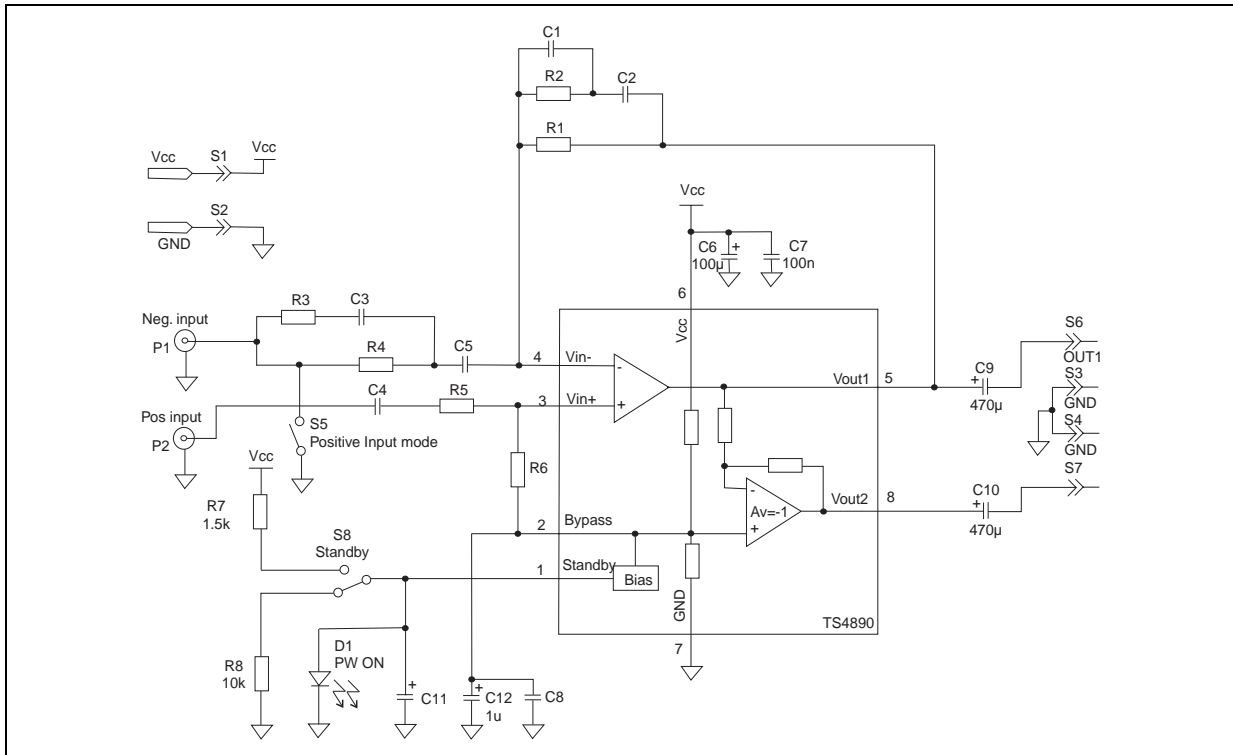 C1
R2
C2
R1
Vcc
S1
Vcc
S2
GND
Vcc
C6
+
100µ
C7
100n
6
Vcc
Neg. input
P1
R3
C3
R4
C5
4
Vin-
-
Vout1
5
C9
+
470µ
S6
OUT1
S3
GND
S4
GND
S7
Pos input
P2
C4
R5
3
Vin+
+
S5
Positive Input mode
R6
Vcc
R7
1.5k
S8
Standby
2
Bypass
1
Standby
Bias
-
Av=-1
+
Vout2
8
C10
+
470µ
GND
TS4890
7
R8
10k
D1
PW ON
+
C11
+
C12
1u
C8